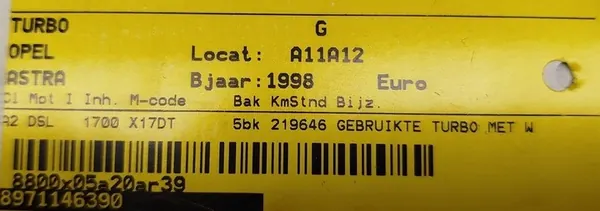 TURBO G
OPEL Locat: A11A12
ASTRA Bjaar:1998 Euro
Cl Mot I Inh. M-code Bak KmStnd Bijz.
A2 DSL 1700 X17DT 5bk 219646 GEBRUIKTE TURBO MET W
8800x05a20ar39
8971146390